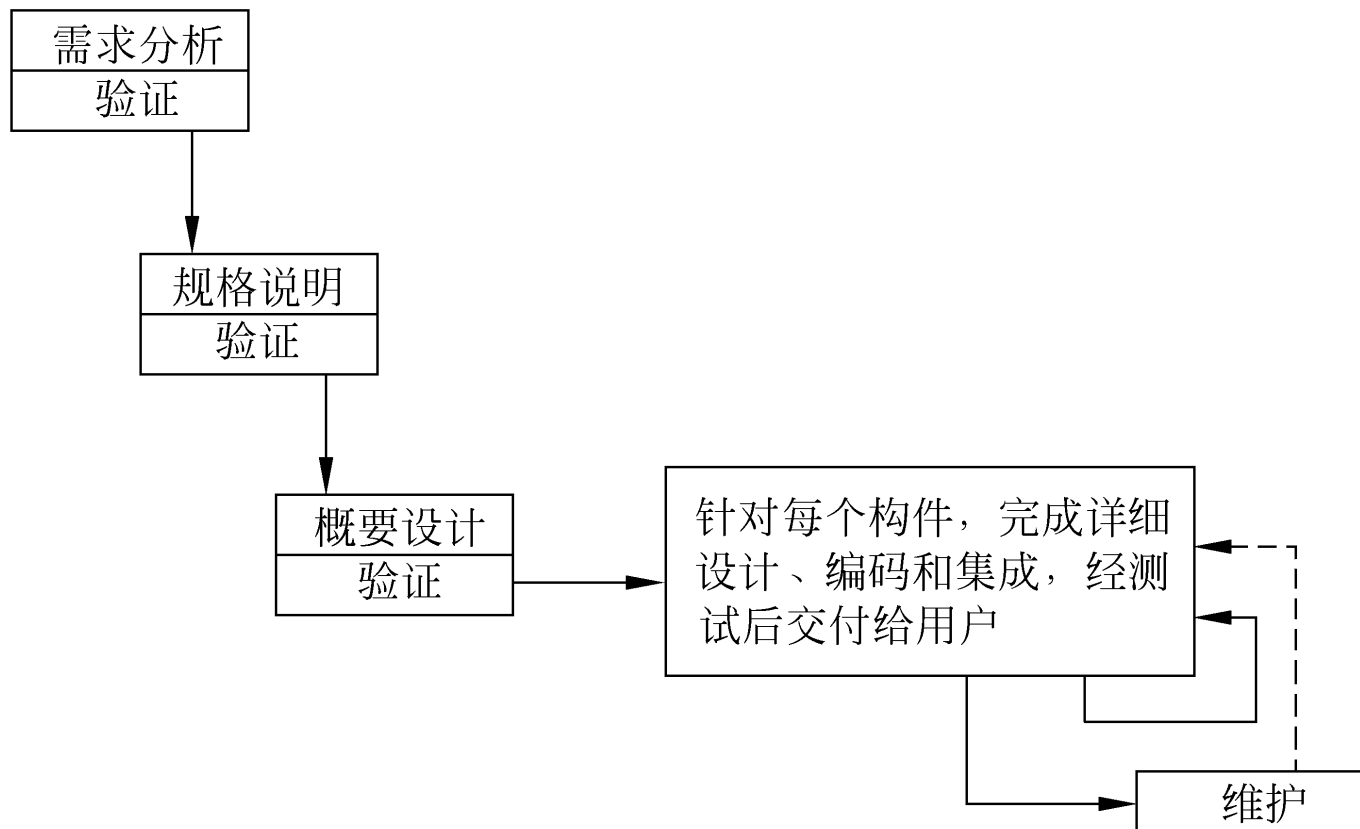 需求分析
验证
规格说明
验证
概要设计
验证
针对每个构件，完成详细
设计、编码和集成，经测
试后交付给用户
维护